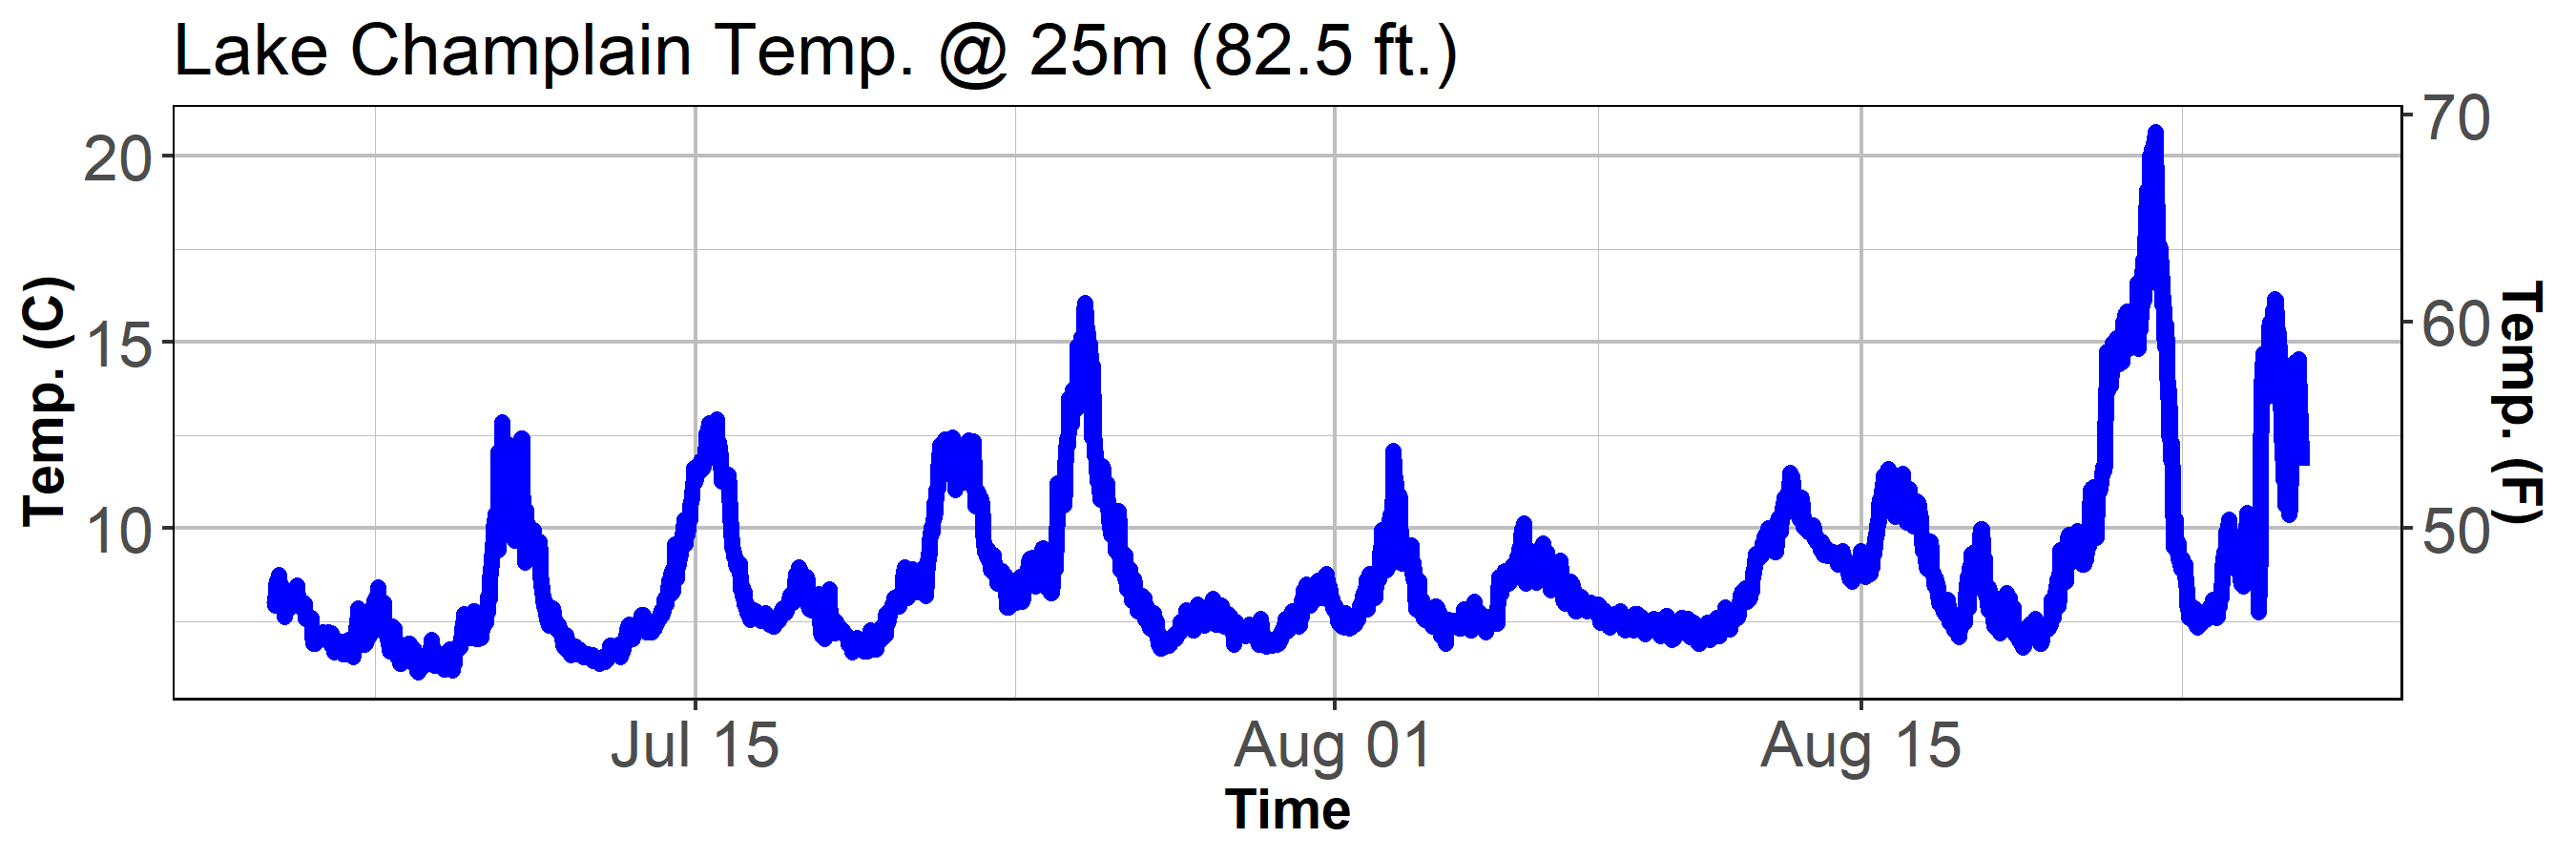 Lake Champlain Temp. @ 25m (82.5 ft.)
20
15
10
Temp. (C)
70
60
50
Temp. (F)
Jul 15
Aug 01
Aug 15
Time